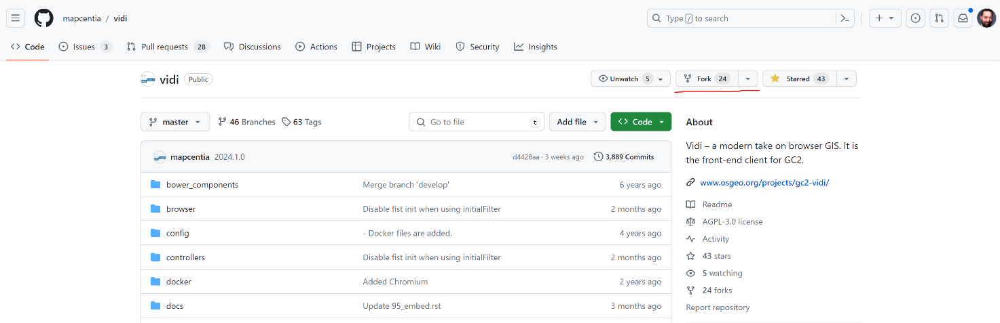 mapcentia / vidi
Type / to search
Code Issues 3 Pull requests 28 Discussions Actions Projects Wiki Security Insights
vidi Public
Unwatch 5 Fork 24 Starred 43
master 46 Branches 63 Tags Go to file t Add file Code
mapcentia 2024.1.0 d4428aa · 3 weeks ago 3,889 Commits
bower_components Merge branch 'develop' 6 years ago
browser Disable fist init when using initialFilter 2 months ago
config - Docker files are added. 4 years ago
controllers Disable fist init when using initialFilter 2 months ago
docker Added Chromium 2 years ago
docs Update 95_embed.rst 3 months ago
About
Vidi – a modern take on browser GIS. It is
the front-end client for GC2.
www.osgeo.org/projects/gc2-vidi/
Readme
AGPL-3.0 license
Activity
43 stars
5 watching
24 forks
Report repository